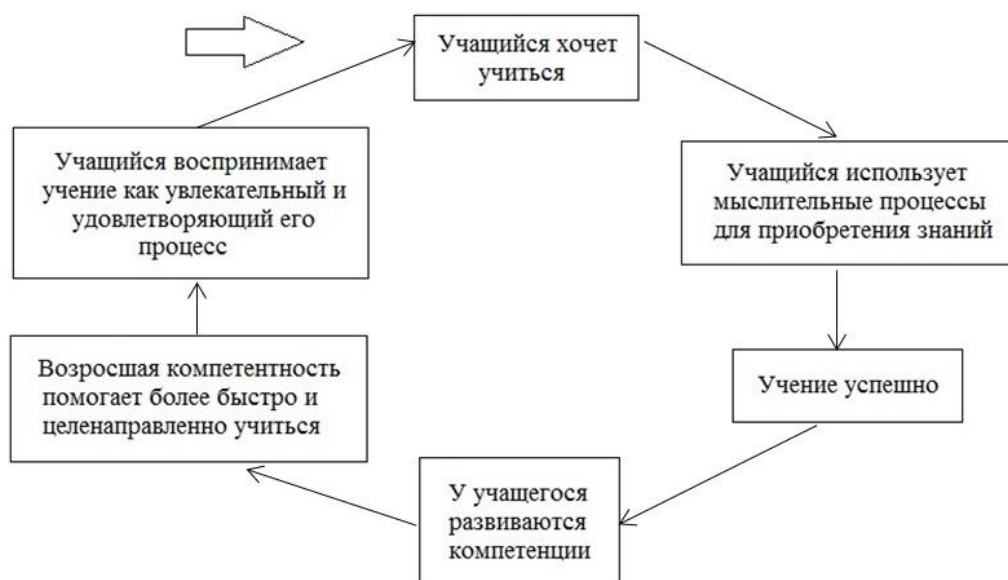 Учащийся хочет
учиться
Учащийся использует
мыслительные процессы
для приобретения знаний
Учение успешно
У учащегося
развиваются
компетенции
Возросшая компетентность
помогает более быстро и
целенаправленно учиться
Учащийся воспринимает
учение как увлекательный и
удовлетворяющий его
процесс